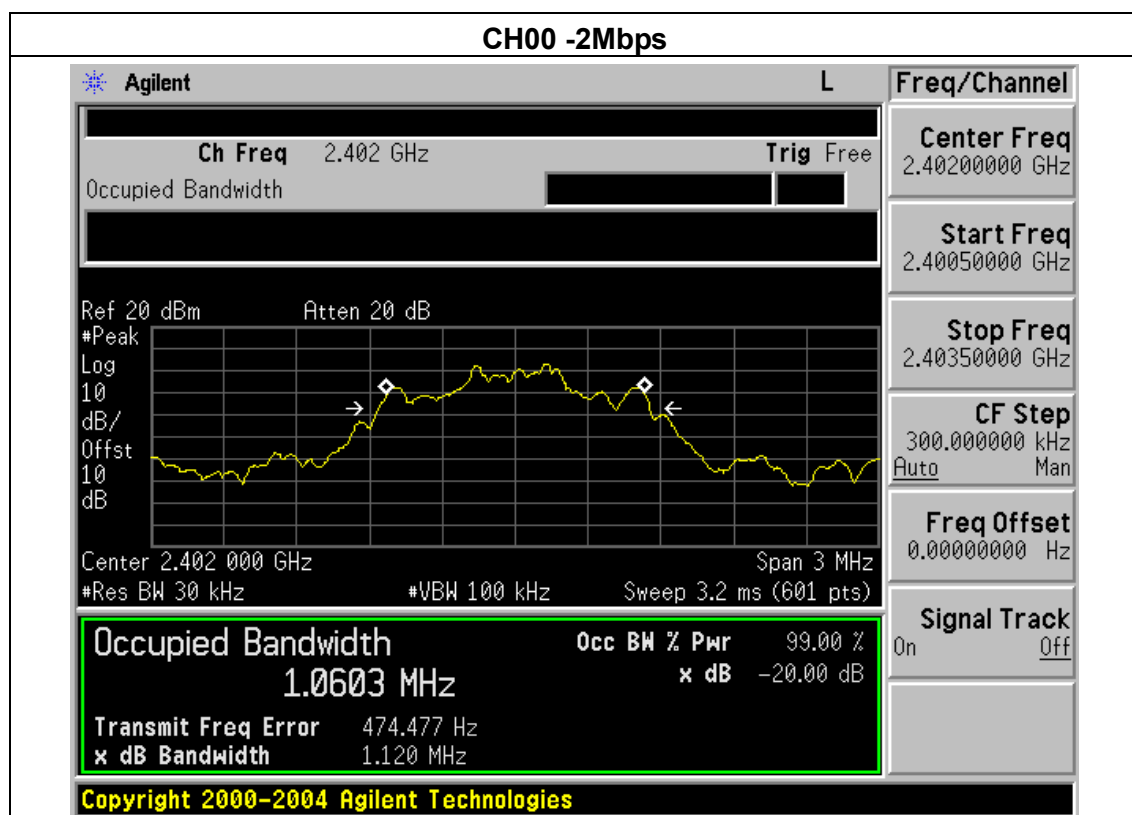 CH00 -2Mbps
Agilent L Freq/Channel
Ch Freq 2.402 GHz Trig Free
Occupied Bandwidth
Center Freq
2.40200000 GHz
Start Freq
2.40050000 GHz
Stop Freq
2.40350000 GHz
CF Step
300.000000 kHz
Auto Man
Freq Offset
0.00000000 Hz
Signal Track
On Off
Ref 20 dBm Atten 20 dB
#Peak
Log
10
dB/
Offst
10
dB
Center 2.402 000 GHz Span 3 MHz
#Res BW 30 kHz #VBW 100 kHz Sweep 3.2 ms (601 pts)
Occupied Bandwidth Occ BW % Pwr 99.00 %
1.0603 MHz x dB -20.00 dB
Transmit Freq Error 474.477 Hz
x dB Bandwidth 1.120 MHz
Copyright 2000-2004 Agilent Technologies